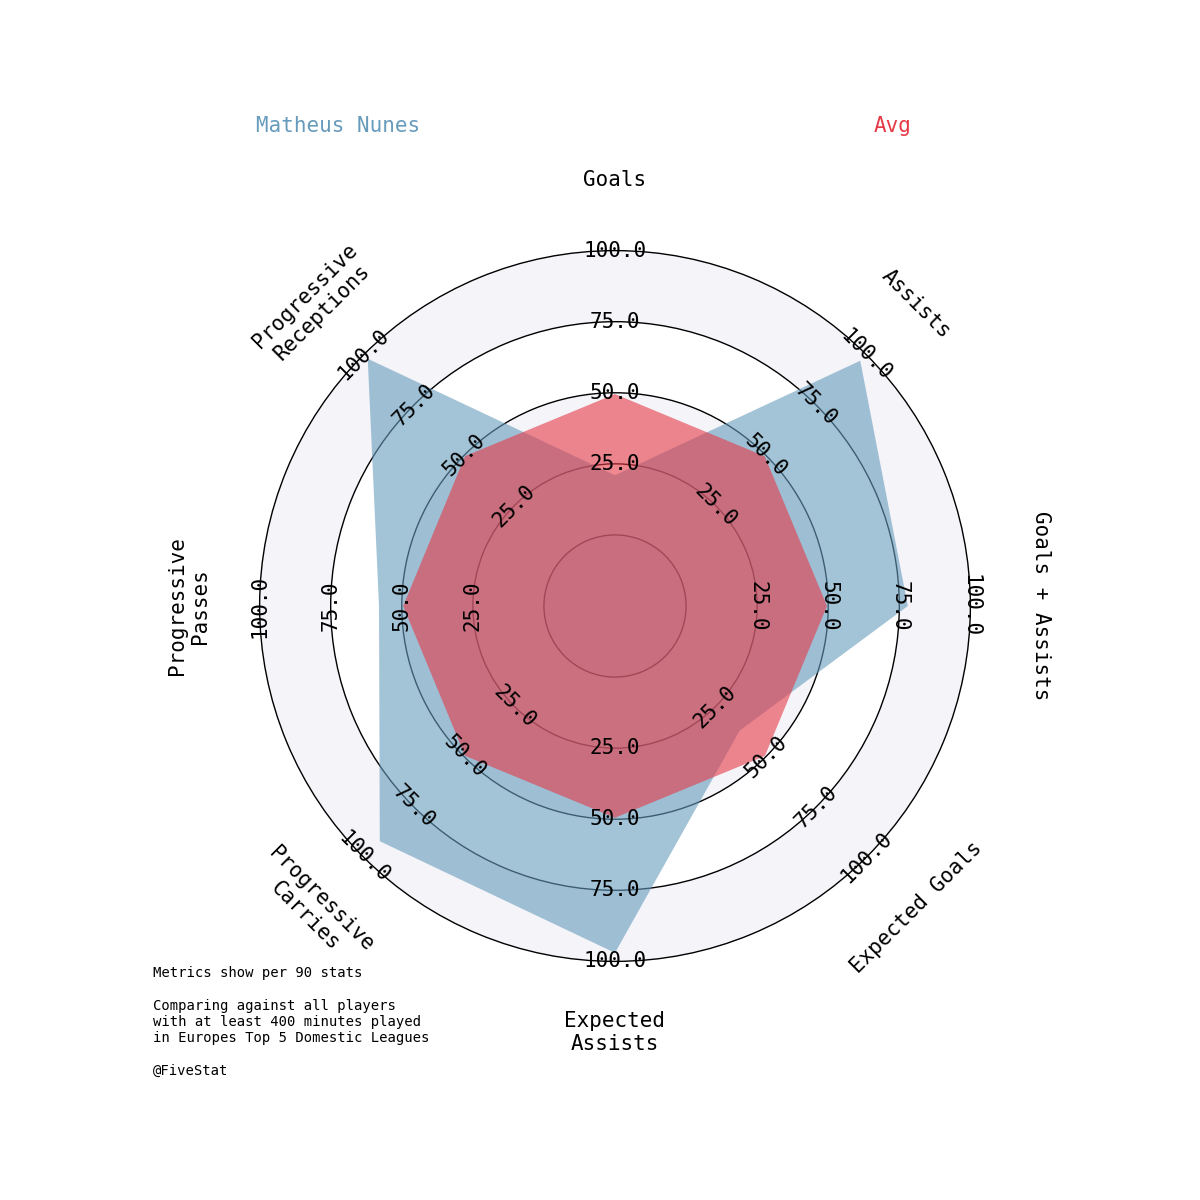 Matheus Nunes
Avg
Goals
Assists
Goals + Assists
Expected Goals
Expected
Assists
Progressive
Carries
Progressive
Passes
Progressive
Receptions
25.0
50.0
75.0
100.0
25.0
50.0
75.0
100.0
25.0
50.0
75.0
100.0
25.0
50.0
75.0
100.0
25.0
50.0
75.0
100.0
25.0
50.0
75.0
100.0
25.0
50.0
75.0
100.0
25.0
50.0
75.0
100.0
Metrics show per 90 stats
Comparing against all players
with at least 400 minutes played
in Europes Top 5 Domestic Leagues
@FiveStat